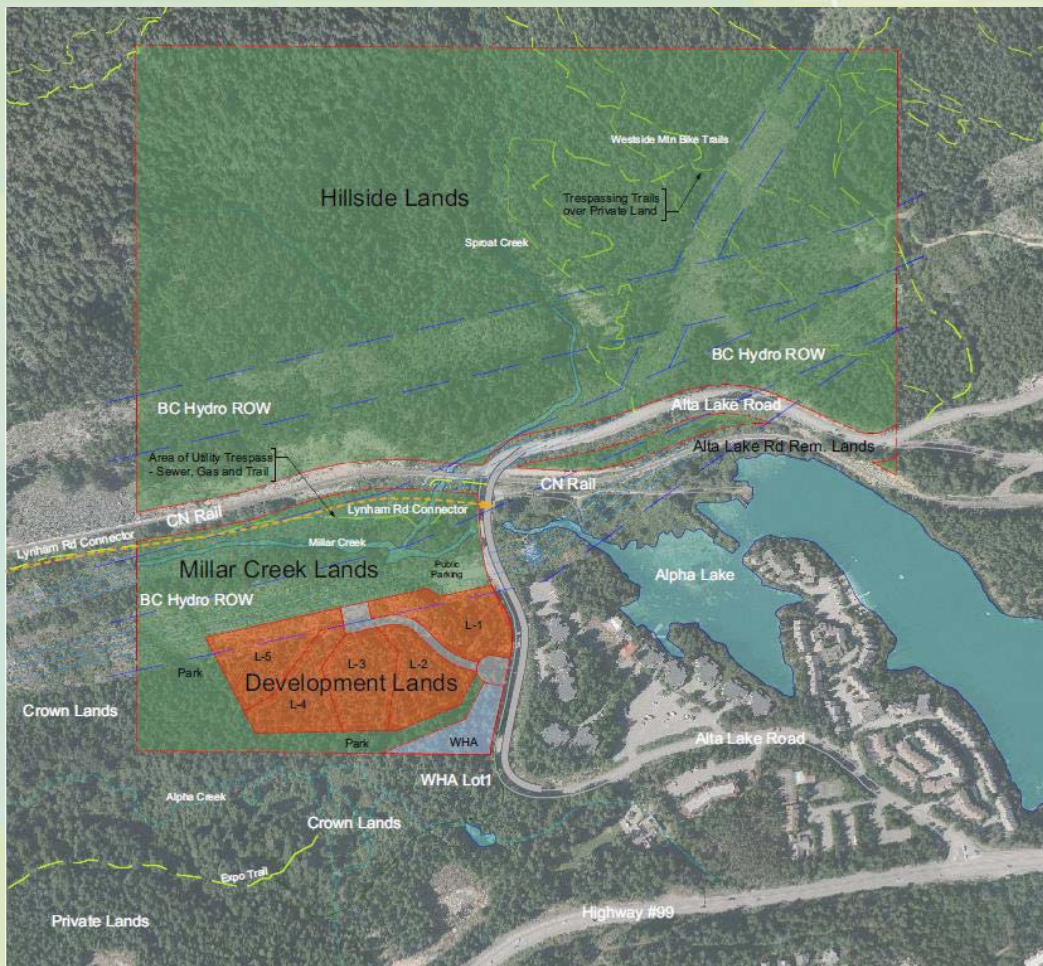 Westside Mtn Bike Trails
Hillside Lands
Trespassing Trails
over Private Land
Sproat Creek
BC Hydro ROW
BC Hydro ROW
Alta Lake Road
Alta Lake Rd Rem. Lands
Area of Utility Trespass
- Sewer, Gas and Trail
CN Rail
CN Rail
Lynham Rd Connector
Lynham Rd Connector
Millar Creek
Millar Creek Lands
Public
Parking
Alpha Lake
BC Hydro ROW
L-1
L-5
L-3
L-2
Park
Development Lands
L-4
Crown Lands
Park
WHA
Alta Lake Road
WHA Lot1
Alpha Creek
Crown Lands
Expo Trail
Private Lands
Highway #99